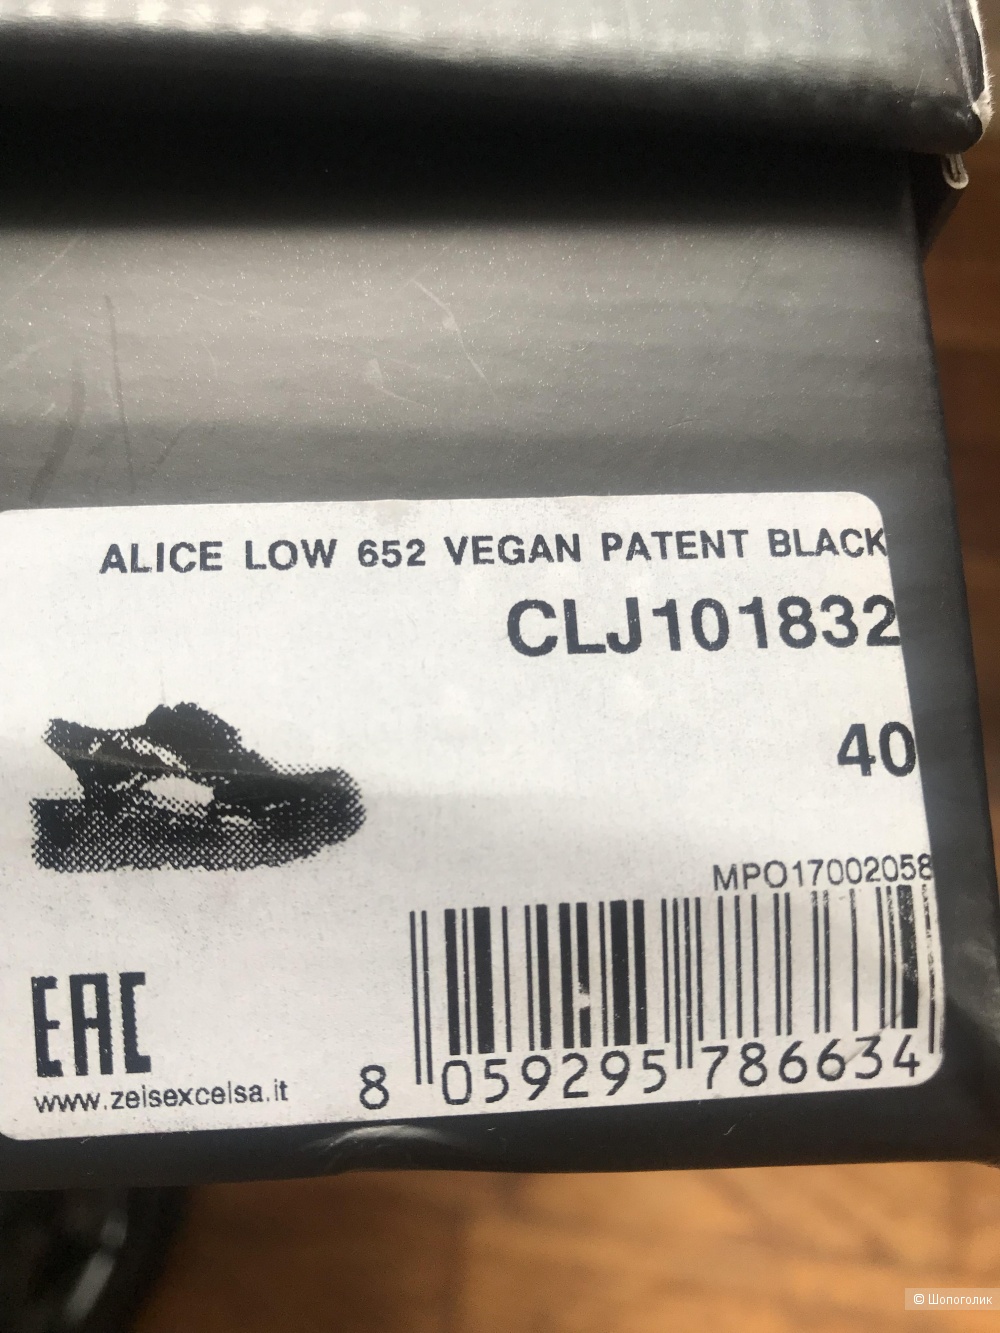 ALICE LOW 652 VEGAN PATENT BLACK
CLJ101832
40
MPO17002058
EAC
www.zeisexcelsa.it
8 059295 786634
© Шопоголик